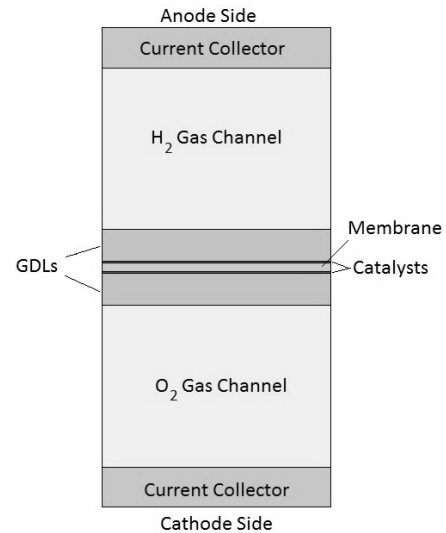 Anode Side
Current Collector
H2 Gas Channel
Membrane
GDLs
Catalysts
O2 Gas Channel
Current Collector
Cathode Side